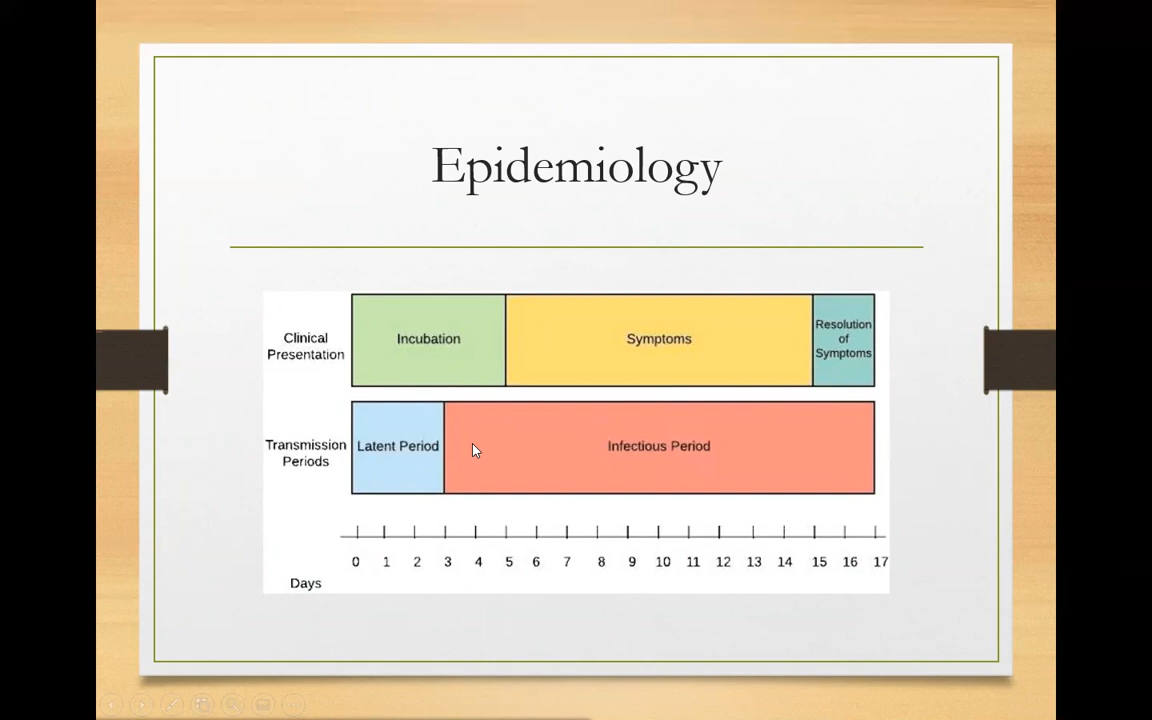 Epidemiology
Clinical
Presentation
Incubation
Symptoms
Resolution
of
Symptoms
Transmission
Periods
Latent Period
Infectious Period
0 1 2 3 4 5 6 7 8 9 10 11 12 13 14 15 16 17
Days